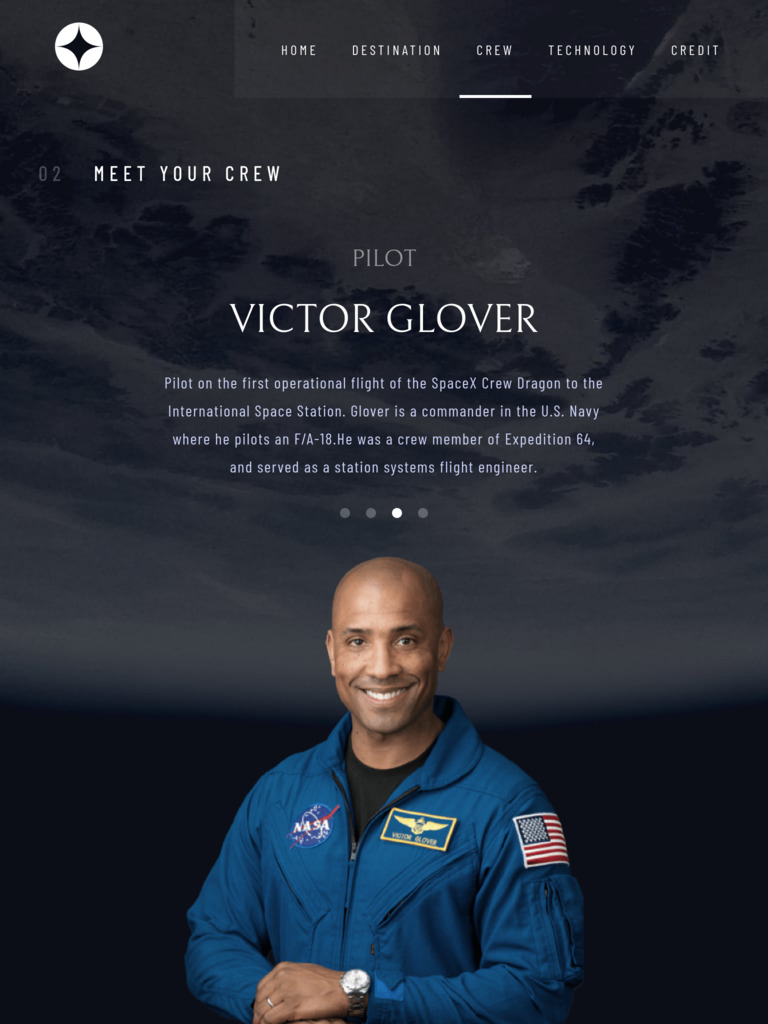 HOME DESTINATION CREW TECHNOLOGY CREDIT
02 MEET YOUR CREW
PILOT
VICTOR GLOVER
Pilot on the first operational flight of the SpaceX Crew Dragon to the
International Space Station. Glover is a commander in the U.S. Navy
where he pilots an F/A-18.He was a crew member of Expedition 64,
and served as a station systems flight engineer.
NASA
VICTOR GLOVER